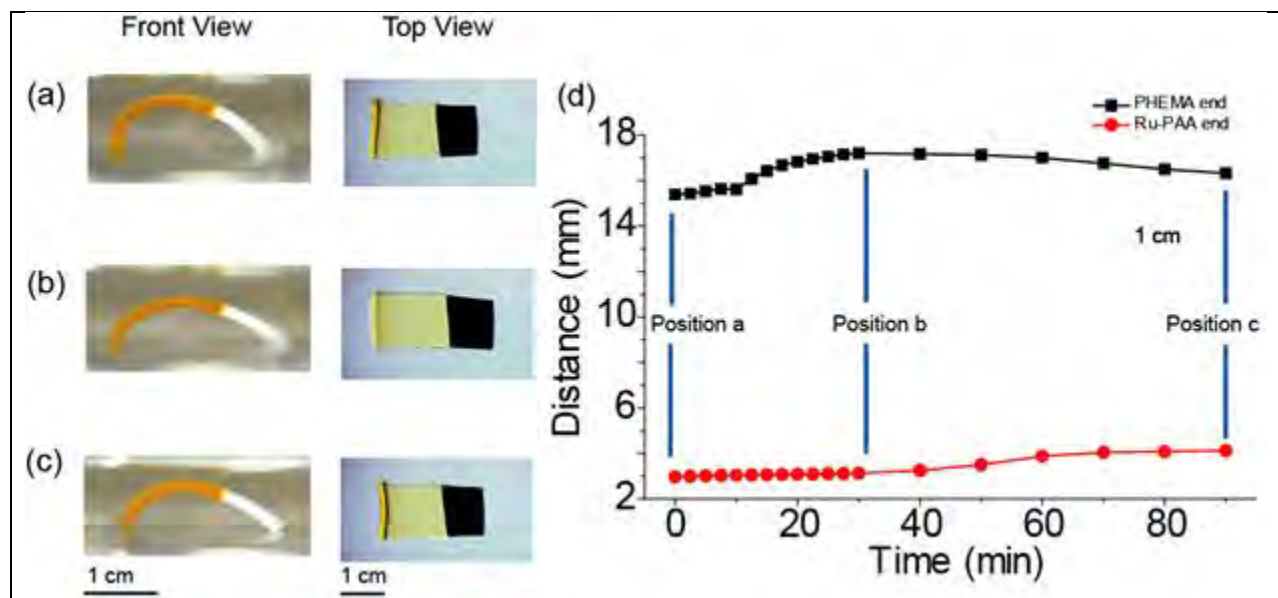 Front View
Top View
(a)
(b)
(c)
1 cm
1 cm
(d)
PHEMA end
Ru-PAA end
18
14
10
6
2
Distance (mm)
1 cm
Position a
Position b
Position c
0
20
40
60
80
Time (min)